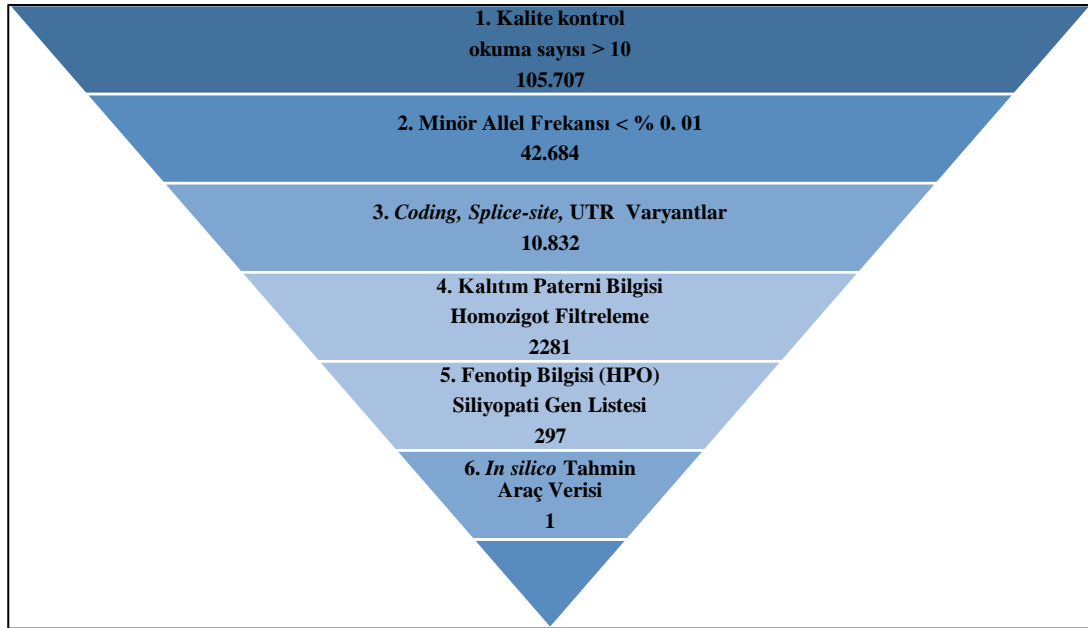 1. Kalite kontrol
okuma sayısı > 10
105.707
2. Minör Allel Frekansı < % 0. 01
42.684
3. Coding, Splice-site, UTR Varyantlar
10.832
4. Kalıtım Paterni Bilgisi
Homozigot Filtreleme
2281
5. Fenotip Bilgisi (HPO)
Siliyopati Gen Listesi
297
6. In silico Tahmin
Araç Verisi
1